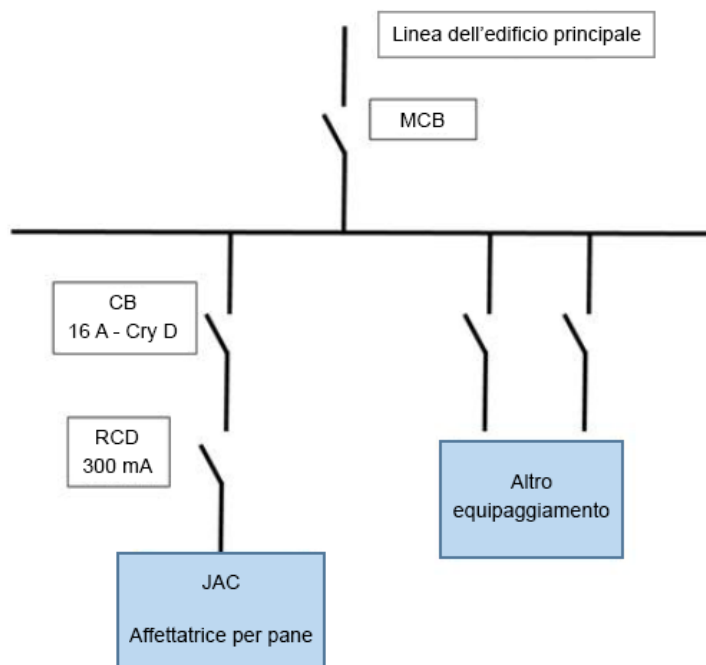 Linea dell'edificio principale
MCB
CB
16 A - Cry D
RCD
300 mA
Altro
equipaggiamento
JAC
Affettatrice per pane